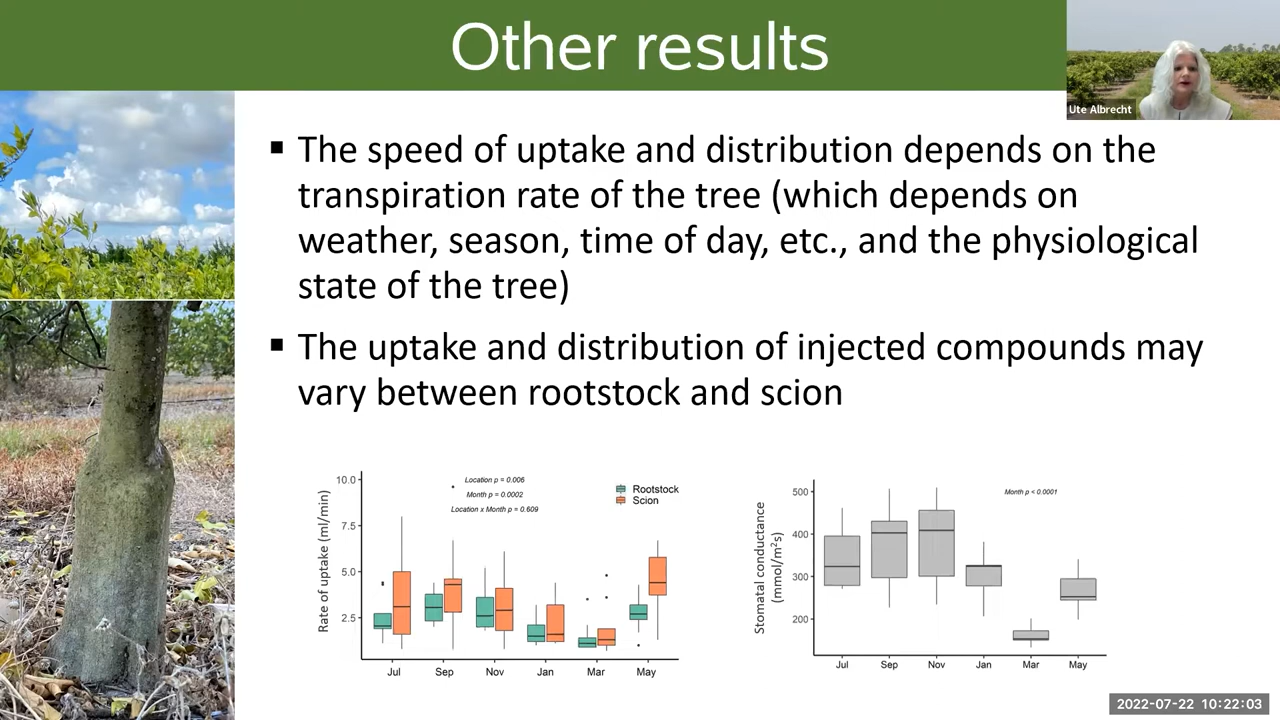 Other results
Ute Albrecht
▪ The speed of uptake and distribution depends on the
transpiration rate of the tree (which depends on
weather, season, time of day, etc., and the physiological
state of the tree)
▪ The uptake and distribution of injected compounds may
vary between rootstock and scion
Rate of uptake (ml/min)
10.0
7.5
5.0
2.5
Location p = 0.006
Month p = 0.0002
Location x Month p = 0.609
Rootstock
Scion
Jul Sep Nov Jan Mar May
Stomatal conductance
(mmol/m²s)
500
400
300
200
Month p < 0.0001
Jul Sep Nov Jan Mar May
2022-07-22 10:22:03